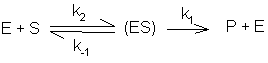 E + S ⇌ (ES) → P + E
k2 k1
k-1